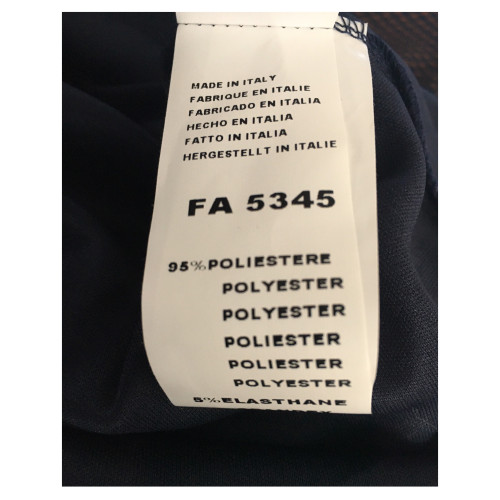 MADE IN ITALY
FABRIQUE EN ITALIE
FABRICADO EN ITALIA
HECHO EN ITALIA
FATTO IN ITALIA
HERGESTELLT IN ITALIE
FA 5345
95%POLIESTERE
POLYESTER
POLYESTER
POLIESTER
POLIESTER
POLYESTER
5%ELASTHANE